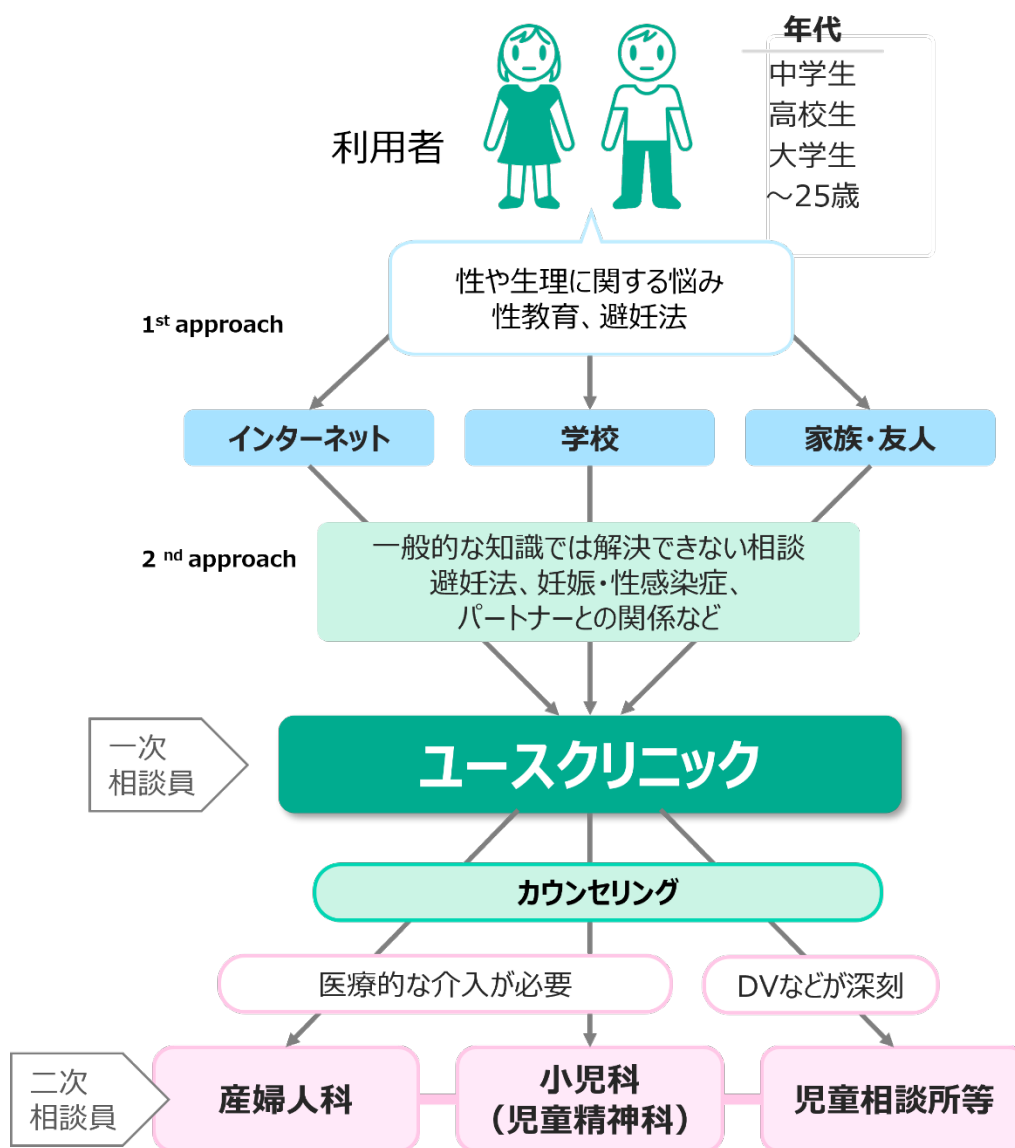 年代
中学生
高校生
大学生
～25歳
利用者
性や生理に関する悩み
性教育、避妊法
1st approach
インターネット
学校
家族・友人
2 nd approach
一般的な知識では解決できない相談
避妊法、妊娠・性感染症、
パートナーとの関係など
一次
相談員
ユースクリニック
カウンセリング
医療的な介入が必要
DVなどが深刻
二次
相談員
産婦人科
小児科
（児童精神科）
児童相談所等